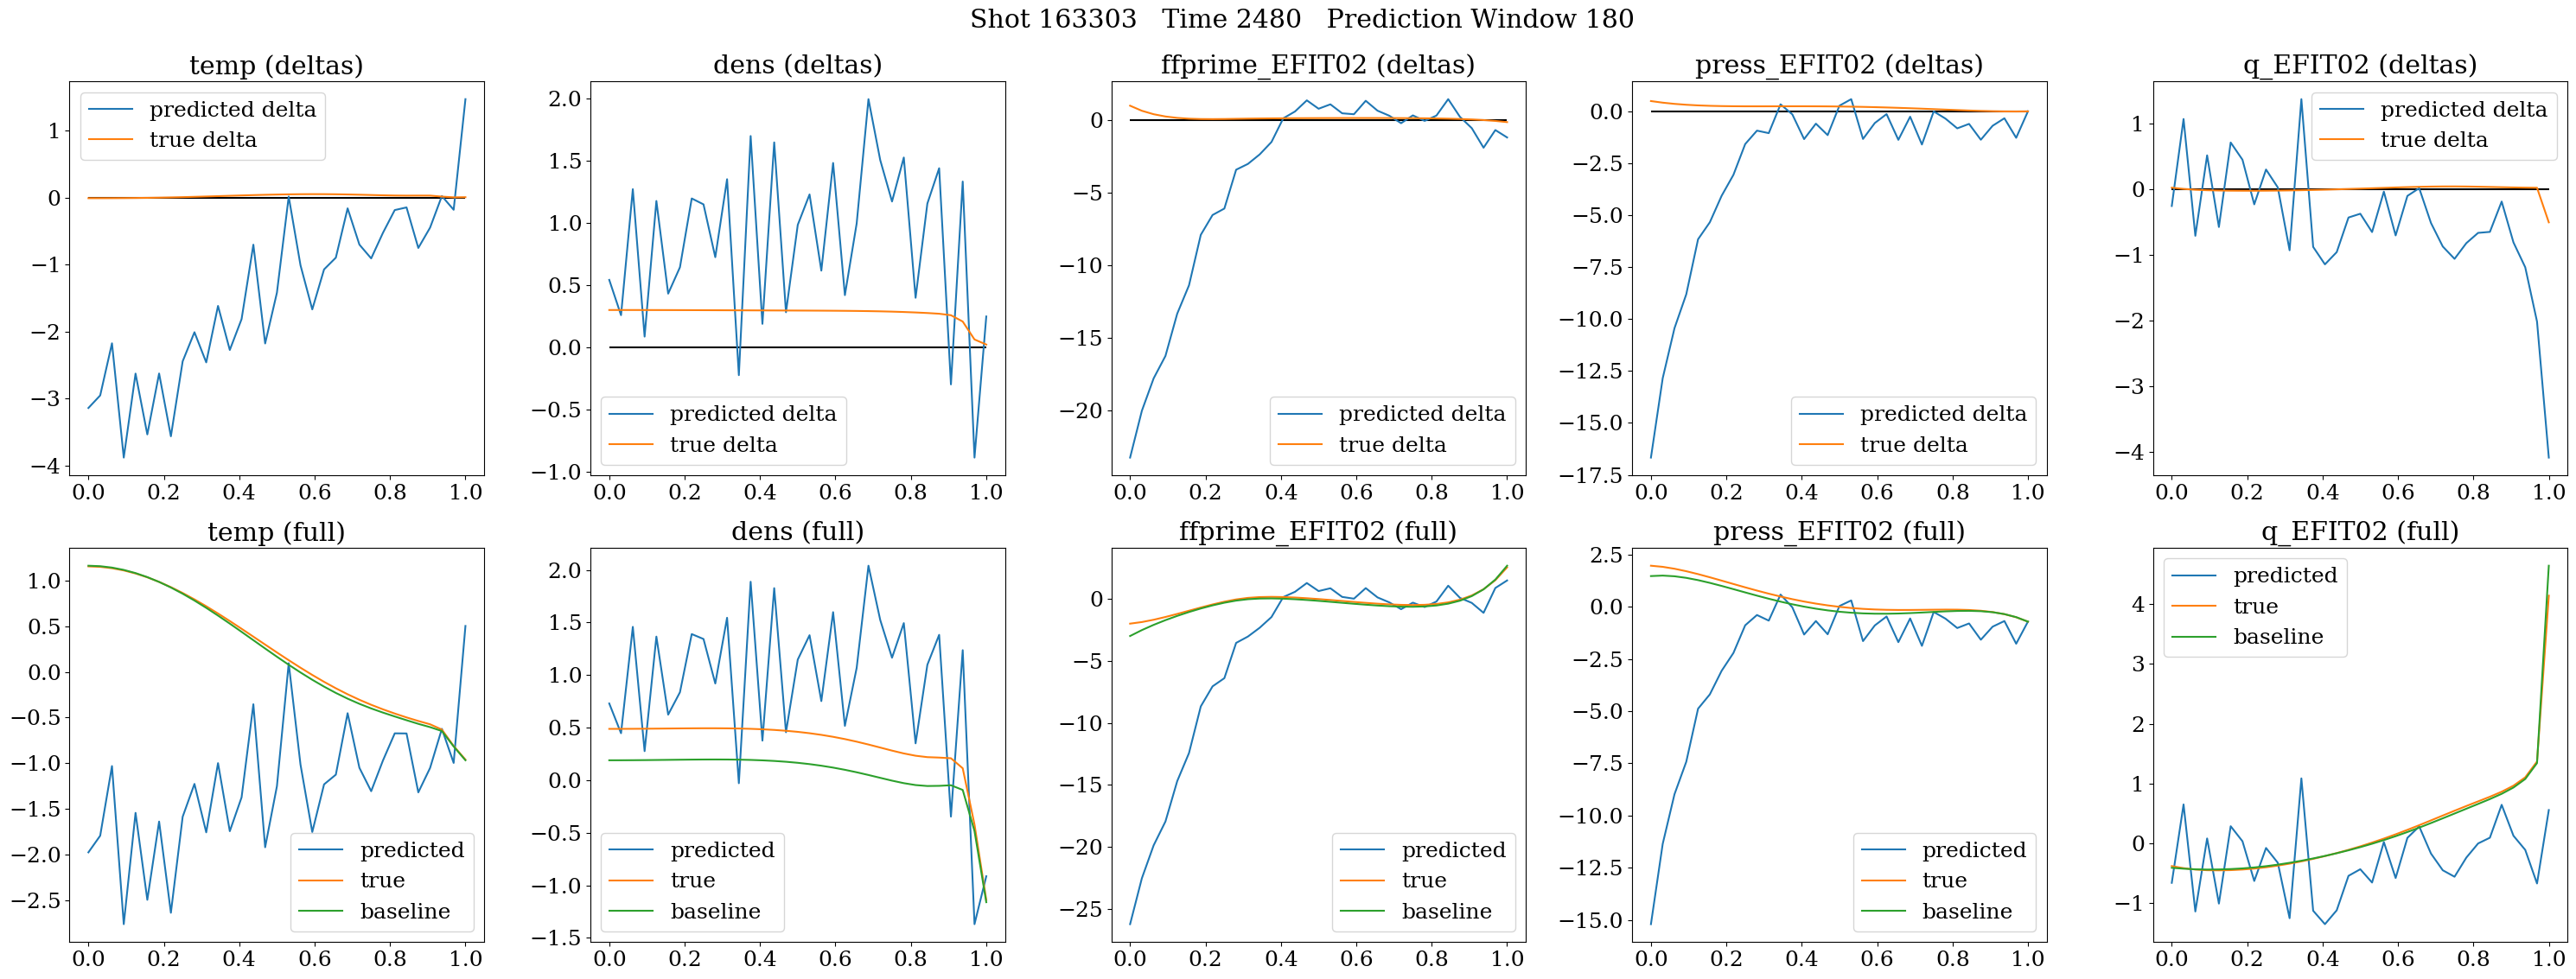 Shot 163303   Time 2480   Prediction Window 180
temp (deltas)
predicted delta
true delta
1
0
−1
−2
−3
−4
0.0 0.2 0.4 0.6 0.8 1.0
dens (deltas)
2.0
1.5
1.0
0.5
0.0
−0.5
−1.0
predicted delta
true delta
0.0 0.2 0.4 0.6 0.8 1.0
ffprime_EFIT02 (deltas)
0
−5
−10
−15
−20
predicted delta
true delta
0.0 0.2 0.4 0.6 0.8 1.0
press_EFIT02 (deltas)
0.0
−2.5
−5.0
−7.5
−10.0
−12.5
−15.0
−17.5
predicted delta
true delta
0.0 0.2 0.4 0.6 0.8 1.0
q_EFIT02 (deltas)
predicted delta
true delta
1
0
−1
−2
−3
−4
0.0 0.2 0.4 0.6 0.8 1.0
temp (full)
1.0
0.5
0.0
−0.5
−1.0
−1.5
−2.0
−2.5
predicted
true
baseline
0.0 0.2 0.4 0.6 0.8 1.0
dens (full)
2.0
1.5
1.0
0.5
0.0
−0.5
−1.0
−1.5
predicted
true
baseline
0.0 0.2 0.4 0.6 0.8 1.0
ffprime_EFIT02 (full)
0
−5
−10
−15
−20
−25
predicted
true
baseline
0.0 0.2 0.4 0.6 0.8 1.0
press_EFIT02 (full)
2.5
0.0
−2.5
−5.0
−7.5
−10.0
−12.5
−15.0
predicted
true
baseline
0.0 0.2 0.4 0.6 0.8 1.0
q_EFIT02 (full)
predicted
true
baseline
4
3
2
1
0
−1
0.0 0.2 0.4 0.6 0.8 1.0